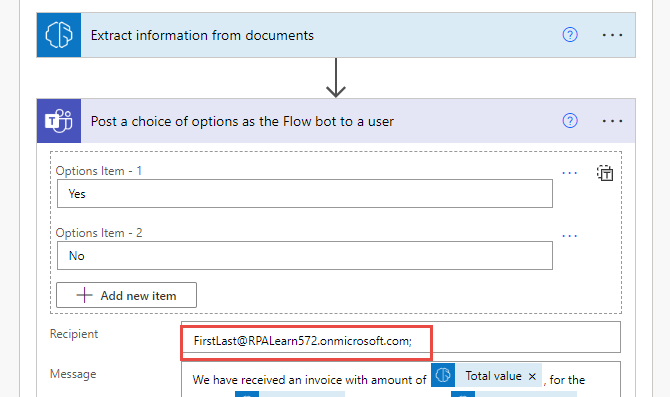 Extract information from documents
Post a choice of options as the Flow bot to a user
Options Item - 1
Yes
Options Item - 2
No
Add new item
Recipient
FirstLast@RPALearn572.onmicrosoft.com;
Message
We have received an invoice with amount of Total value × , for the